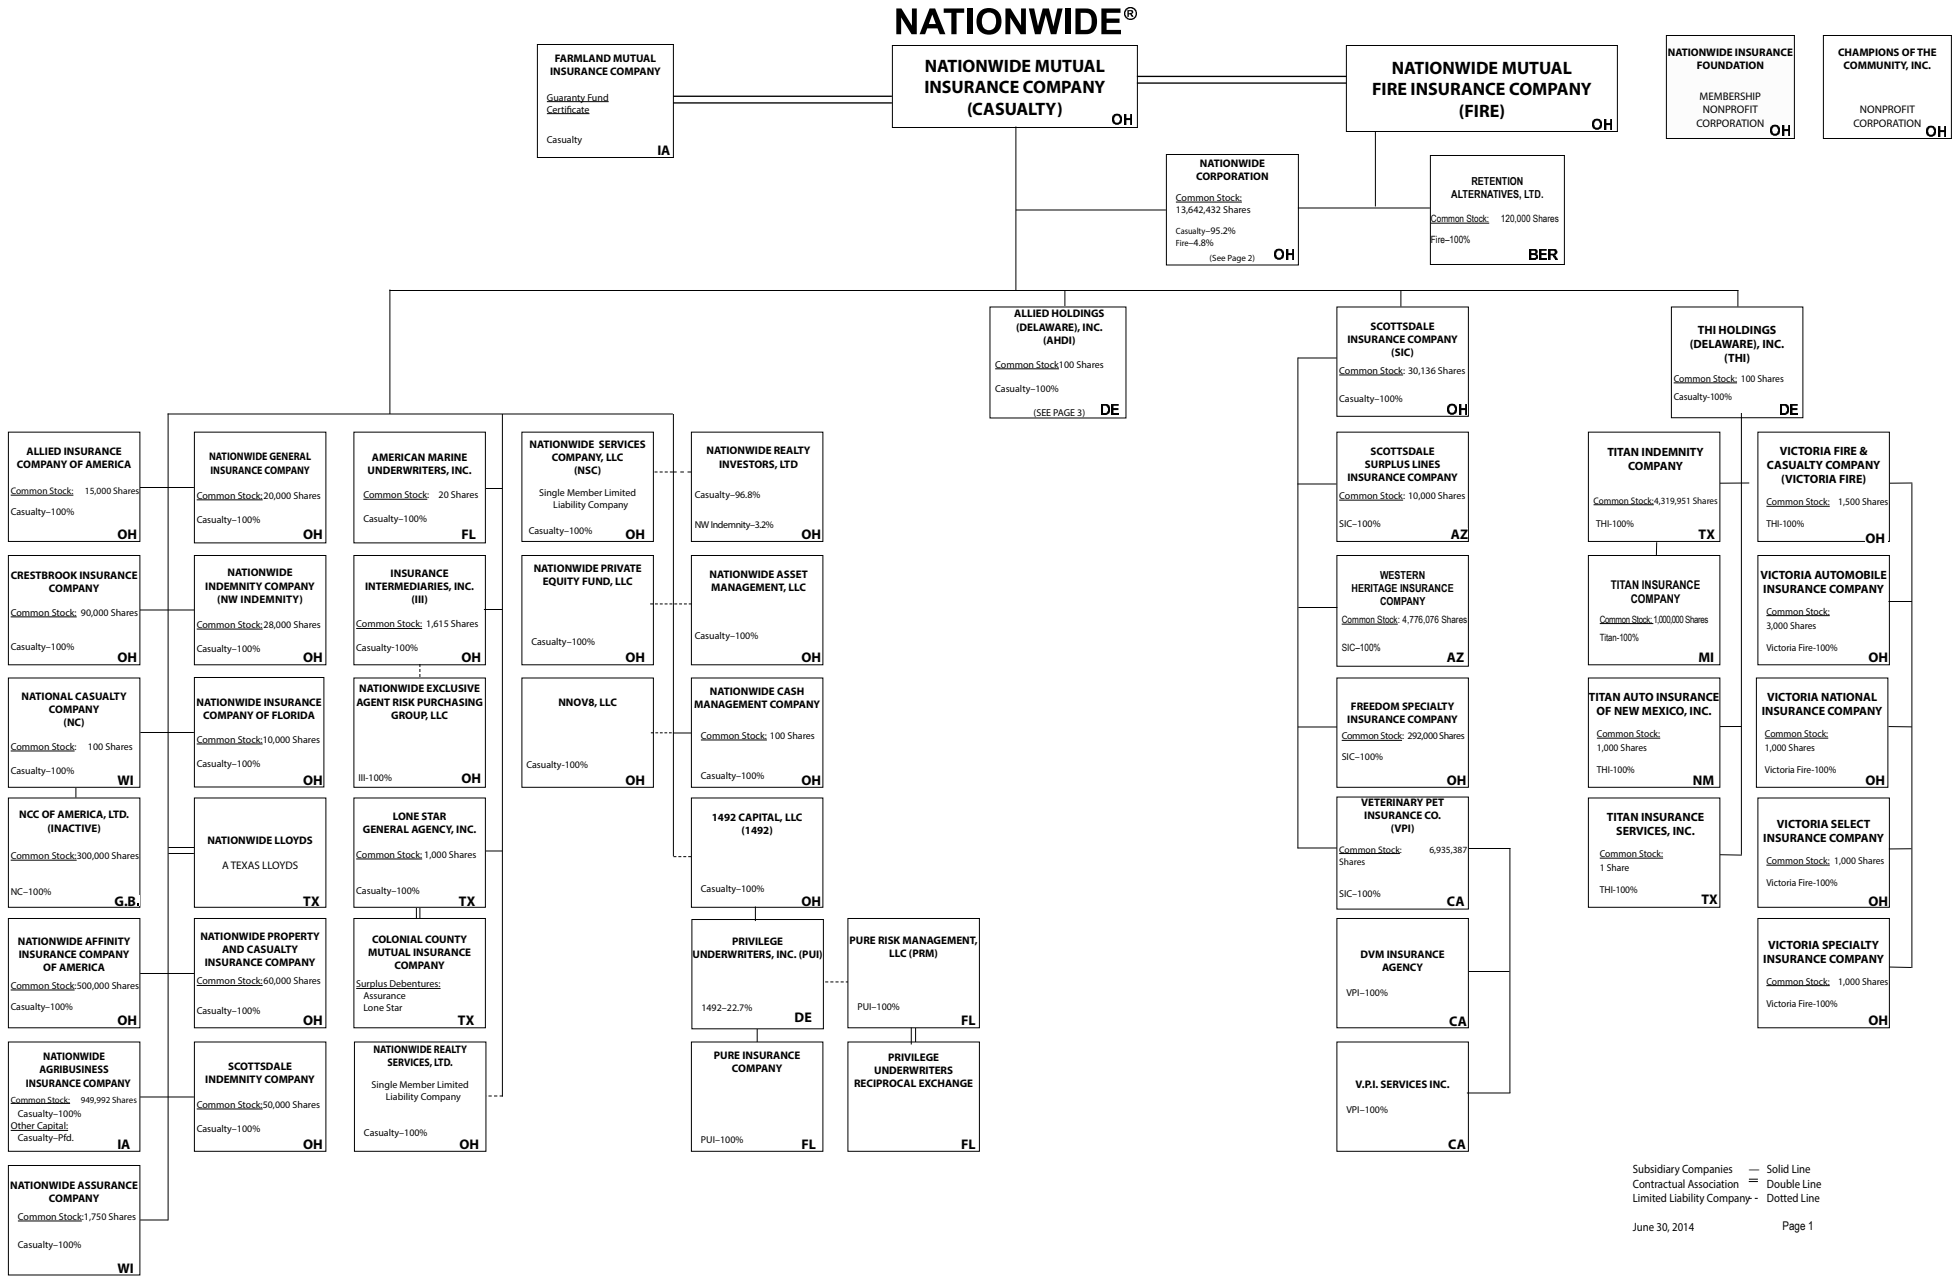 NATIONWIDE®
FARMLAND MUTUAL
INSURANCE COMPANY
Guaranty Fund
Certificate
Casualty
IA
NATIONWIDE MUTUAL
INSURANCE COMPANY
(CASUALTY)
OH
NATIONWIDE MUTUAL
FIRE INSURANCE COMPANY
(FIRE)
OH
NATIONWIDE INSURANCE
FOUNDATION
MEMBERSHIP
NONPROFIT
CORPORATION OH
CHAMPIONS OF THE
COMMUNITY, INC.
NONPROFIT
CORPORATION OH
NATIONWIDE
CORPORATION
Common Stock:
13,642,432 Shares
Casualty–95.2%
Fire–4.8%
(See Page 2) OH
RETENTION
ALTERNATIVES, LTD.
Common Stock: 120,000 Shares
Fire–100%
BER
ALLIED HOLDINGS
(DELAWARE), INC.
(AHDI)
Common Stock 100 Shares
Casualty–100%
(SEE PAGE 3) DE
SCOTTSDALE
INSURANCE COMPANY
(SIC)
Common Stock: 30,136 Shares
Casualty–100%
OH
THI HOLDINGS
(DELAWARE), INC.
(THI)
Common Stock: 100 Shares
Casualty-100%
DE
ALLIED INSURANCE
COMPANY OF AMERICA
Common Stock: 15,000 Shares
Casualty–100%
OH
NATIONWIDE GENERAL
INSURANCE COMPANY
Common Stock: 20,000 Shares
Casualty–100%
OH
AMERICAN MARINE
UNDERWRITERS, INC.
Common Stock: 20 Shares
Casualty–100%
FL
NATIONWIDE SERVICES
COMPANY, LLC
(NSC)
Single Member Limited
Liability Company
Casualty–100% OH
NATIONWIDE REALTY
INVESTORS, LTD
Casualty–96.8%
NW Indemnity–3.2%
OH
SCOTTSDALE
SURPLUS LINES
INSURANCE COMPANY
Common Stock: 10,000 Shares
SIC–100%
AZ
TITAN INDEMNITY
COMPANY
Common Stock: 4,319,951 Shares
THI-100%
TX
VICTORIA FIRE &
CASUALTY COMPANY
(VICTORIA FIRE)
Common Stock: 1,500 Shares
THI-100%
OH
CRESTBROOK INSURANCE
COMPANY
Common Stock: 90,000 Shares
Casualty–100%
OH
NATIONWIDE
INDEMNITY COMPANY
(NW INDEMNITY)
Common Stock: 28,000 Shares
Casualty–100%
OH
INSURANCE
INTERMEDIARIES, INC.
(III)
Common Stock: 1,615 Shares
Casualty-100%
OH
NATIONWIDE PRIVATE
EQUITY FUND, LLC
Casualty–100%
OH
NATIONWIDE ASSET
MANAGEMENT, LLC
Casualty–100%
OH
WESTERN
HERITAGE INSURANCE
COMPANY
Common Stock: 4,776,076 Shares
SIC–100%
AZ
TITAN INSURANCE
COMPANY
Common Stock: 1,000,000 Shares
Titan-100%
MI
VICTORIA AUTOMOBILE
INSURANCE COMPANY
Common Stock:
3,000 Shares
Victoria Fire-100%
OH
NATIONAL CASUALTY
COMPANY
(NC)
Common Stock: 100 Shares
Casualty–100%
WI
NATIONWIDE INSURANCE
COMPANY OF FLORIDA
Common Stock: 10,000 Shares
Casualty–100%
OH
NATIONWIDE EXCLUSIVE
AGENT RISK PURCHASING
GROUP, LLC
III-100%
OH
NNOV8, LLC
Casualty-100%
OH
NATIONWIDE CASH
MANAGEMENT COMPANY
Common Stock: 100 Shares
Casualty–100%
OH
FREEDOM SPECIALTY
INSURANCE COMPANY
Common Stock: 292,000 Shares
SIC–100%
OH
TITAN AUTO INSURANCE
OF NEW MEXICO, INC.
Common Stock:
1,000 Shares
THI-100%
NM
VICTORIA NATIONAL
INSURANCE COMPANY
Common Stock:
1,000 Shares
Victoria Fire-100%
OH
NCC OF AMERICA, LTD.
(INACTIVE)
Common Stock: 300,000 Shares
NC–100%
G.B.
NATIONWIDE LLOYDS
A TEXAS LLOYDS
TX
LONE STAR
GENERAL AGENCY, INC.
Common Stock: 1,000 Shares
Casualty–100%
TX
1492 CAPITAL, LLC
(1492)
Casualty–100%
OH
VETERINARY PET
INSURANCE CO.
(VPI)
Common Stock: 6,935,387
Shares
SIC–100%
CA
TITAN INSURANCE
SERVICES, INC.
Common Stock:
1 Share
THI-100%
TX
VICTORIA SELECT
INSURANCE COMPANY
Common Stock: 1,000 Shares
Victoria Fire-100%
OH
NATIONWIDE AFFINITY
INSURANCE COMPANY
OF AMERICA
Common Stock: 500,000 Shares
Casualty–100%
OH
NATIONWIDE PROPERTY
AND CASUALTY
INSURANCE COMPANY
Common Stock: 60,000 Shares
Casualty–100%
OH
COLONIAL COUNTY
MUTUAL INSURANCE
COMPANY
Surplus Debentures:
Assurance
Lone Star
TX
PRIVILEGE
UNDERWRITERS, INC. (PUI)
1492–22.7%
DE
PURE RISK MANAGEMENT,
LLC (PRM)
PUI–100%
FL
DVM INSURANCE
AGENCY
VPI–100%
CA
VICTORIA SPECIALTY
INSURANCE COMPANY
Common Stock: 1,000 Shares
Victoria Fire-100%
OH
NATIONWIDE
AGRIBUSINESS
INSURANCE COMPANY
Common Stock: 949,992 Shares
Casualty–100%
Other Capital:
Casualty–Pfd.
IA
SCOTTSDALE
INDEMNITY COMPANY
Common Stock: 50,000 Shares
Casualty–100%
OH
NATIONWIDE REALTY
SERVICES, LTD.
Single Member Limited
Liability Company
Casualty–100%
OH
PURE INSURANCE
COMPANY
PUI–100%
FL
PRIVILEGE
UNDERWRITERS
RECIPROCAL EXCHANGE
FL
V.P.I. SERVICES INC.
VPI–100%
CA
NATIONWIDE ASSURANCE
COMPANY
Common Stock: 1,750 Shares
Casualty–100%
WI
Subsidiary Companies — Solid Line
Contractual Association = Double Line
Limited Liability Company - - Dotted Line
June 30, 2014 Page 1